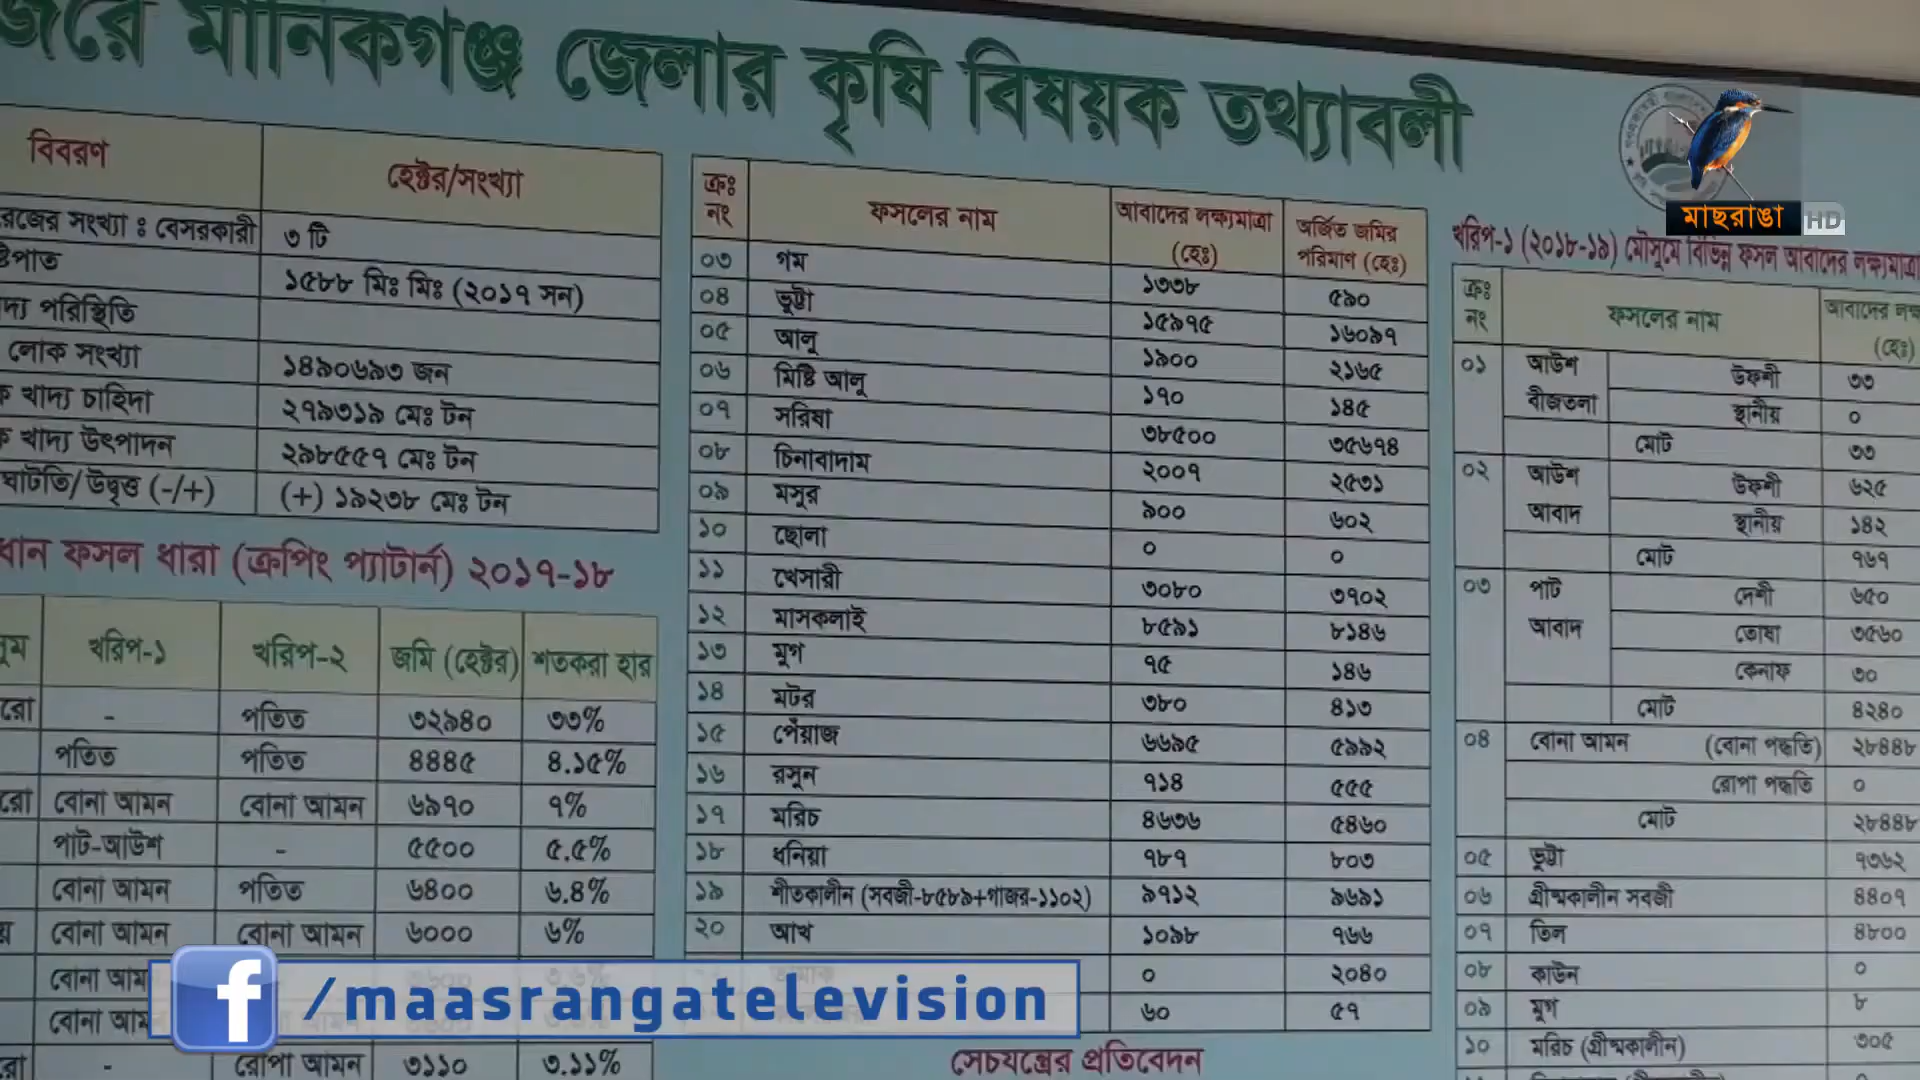 মানিকগঞ্জ জেলার কৃষি বিষয়ক তথ্যাবলী
মাছরাঙা HD
বিবরণ হেক্টর/সংখ্যা
সংখ্যা : বেসরকারী ৩ টি
১৫৮৮ মিঃ মিঃ (২০১৭ সন)
পরিস্থিতি
লোক সংখ্যা ১৪৯০৬৯৩ জন
খাদ্য চাহিদা ২৭৯৩১৯ মেঃ টন
খাদ্য উৎপাদন ২৯৮৫৫৭ মেঃ টন
ঘাটতি/ উদ্বৃত্ত (-/+) (+) ১৯২৩৮ মেঃ টন
ফসল ধারা (ক্রপিং প্যাটার্ন) ২০১৭-১৮
খরিপ-১ খরিপ-২ জমি (হেক্টর) শতকরা হার
- পতিত ৩২৯৪০ ৩৩%
পতিত পতিত ৪৪৪৫ ৪.১৫%
বোনা আমন বোনা আমন ৬৯৭০ ৭%
পাট-আউশ - ৫৫০০ ৫.৫%
বোনা আমন পতিত ৬৪০০ ৬.৪%
বোনা আমন বোনা আমন ৬০০০ ৬%
বোনা
বোনা
- রোপা আমন ৩১১০ ৩.১১%
ক্রঃ নং ফসলের নাম আবাদের লক্ষ্যমাত্রা (হেঃ) অর্জিত জমির পরিমাণ (হেঃ)
০৩ গম ১৩৩৮ ৫৯০
০৪ ভুট্টা ১৫৯৭৫ ১৬০৯৭
০৫ আলু ১৯০০ ২১৬৫
০৬ মিষ্টি আলু ১৭০ ১৪৫
০৭ সরিষা ৩৮৫০০ ৩৫৬৭৪
০৮ চিনাবাদাম ২০০৭ ২৫৩১
০৯ মসুর ৯০০ ৬০২
১০ ছোলা ০ ০
১১ খেসারী ৩০৮০ ৩৭০২
১২ মাসকলাই ৮৫৯১ ৮১৪৬
১৩ মুগ ৭৫ ১৪৬
১৪ মটর ৩৮০ ৪১৩
১৫ পেঁয়াজ ৬৬৯৫ ৫৯৯২
১৬ রসুন ৭১৪ ৫৫৫
১৭ মরিচ ৪৬৩৬ ৫৪৬০
১৮ ধনিয়া ৭৮৭ ৮০৩
১৯ শীতকালীন (সবজী-৮৫৮৯+গাজর-১১০২) ৯৭১২ ৯৬৯১
২০ আখ ১০৯৮ ৭৬৬
০ ২০৪০
৬০ ৫৭
সেচযন্ত্রের প্রতিবেদন
খরিপ-১ (২০১৮-১৯) মৌসুমে বিভিন্ন ফসল আবাদের লক্ষ্যমাত্রা
ক্রঃ নং ফসলের নাম আবাদের (হেঃ)
০১ আউশ বীজতলা উফশী ৩৩
স্থানীয় ০
মোট ৩৩
০২ আউশ আবাদ উফশী ৬২৫
স্থানীয় ১৪২
মোট ৭৬৭
০৩ পাট আবাদ দেশী ৬৫০
তোষা ৩৫৬০
কেনাফ ৩০
মোট ৪২৪০
০৪ বোনা আমন (বোনা পদ্ধতি) ২৮৪৪৮
রোপা পদ্ধতি ০
মোট ২৮৪৪৮
০৫ ভুট্টা ৭৩৬২
০৬ গ্রীষ্মকালীন সবজী ৪৪০৭
০৭ তিল ৪৮০০
০৮ কাউন ০
০৯ মুগ ৮
১০ মরিচ (গ্রীষ্মকালীন) ৩০৫
f /maasrangatelevision